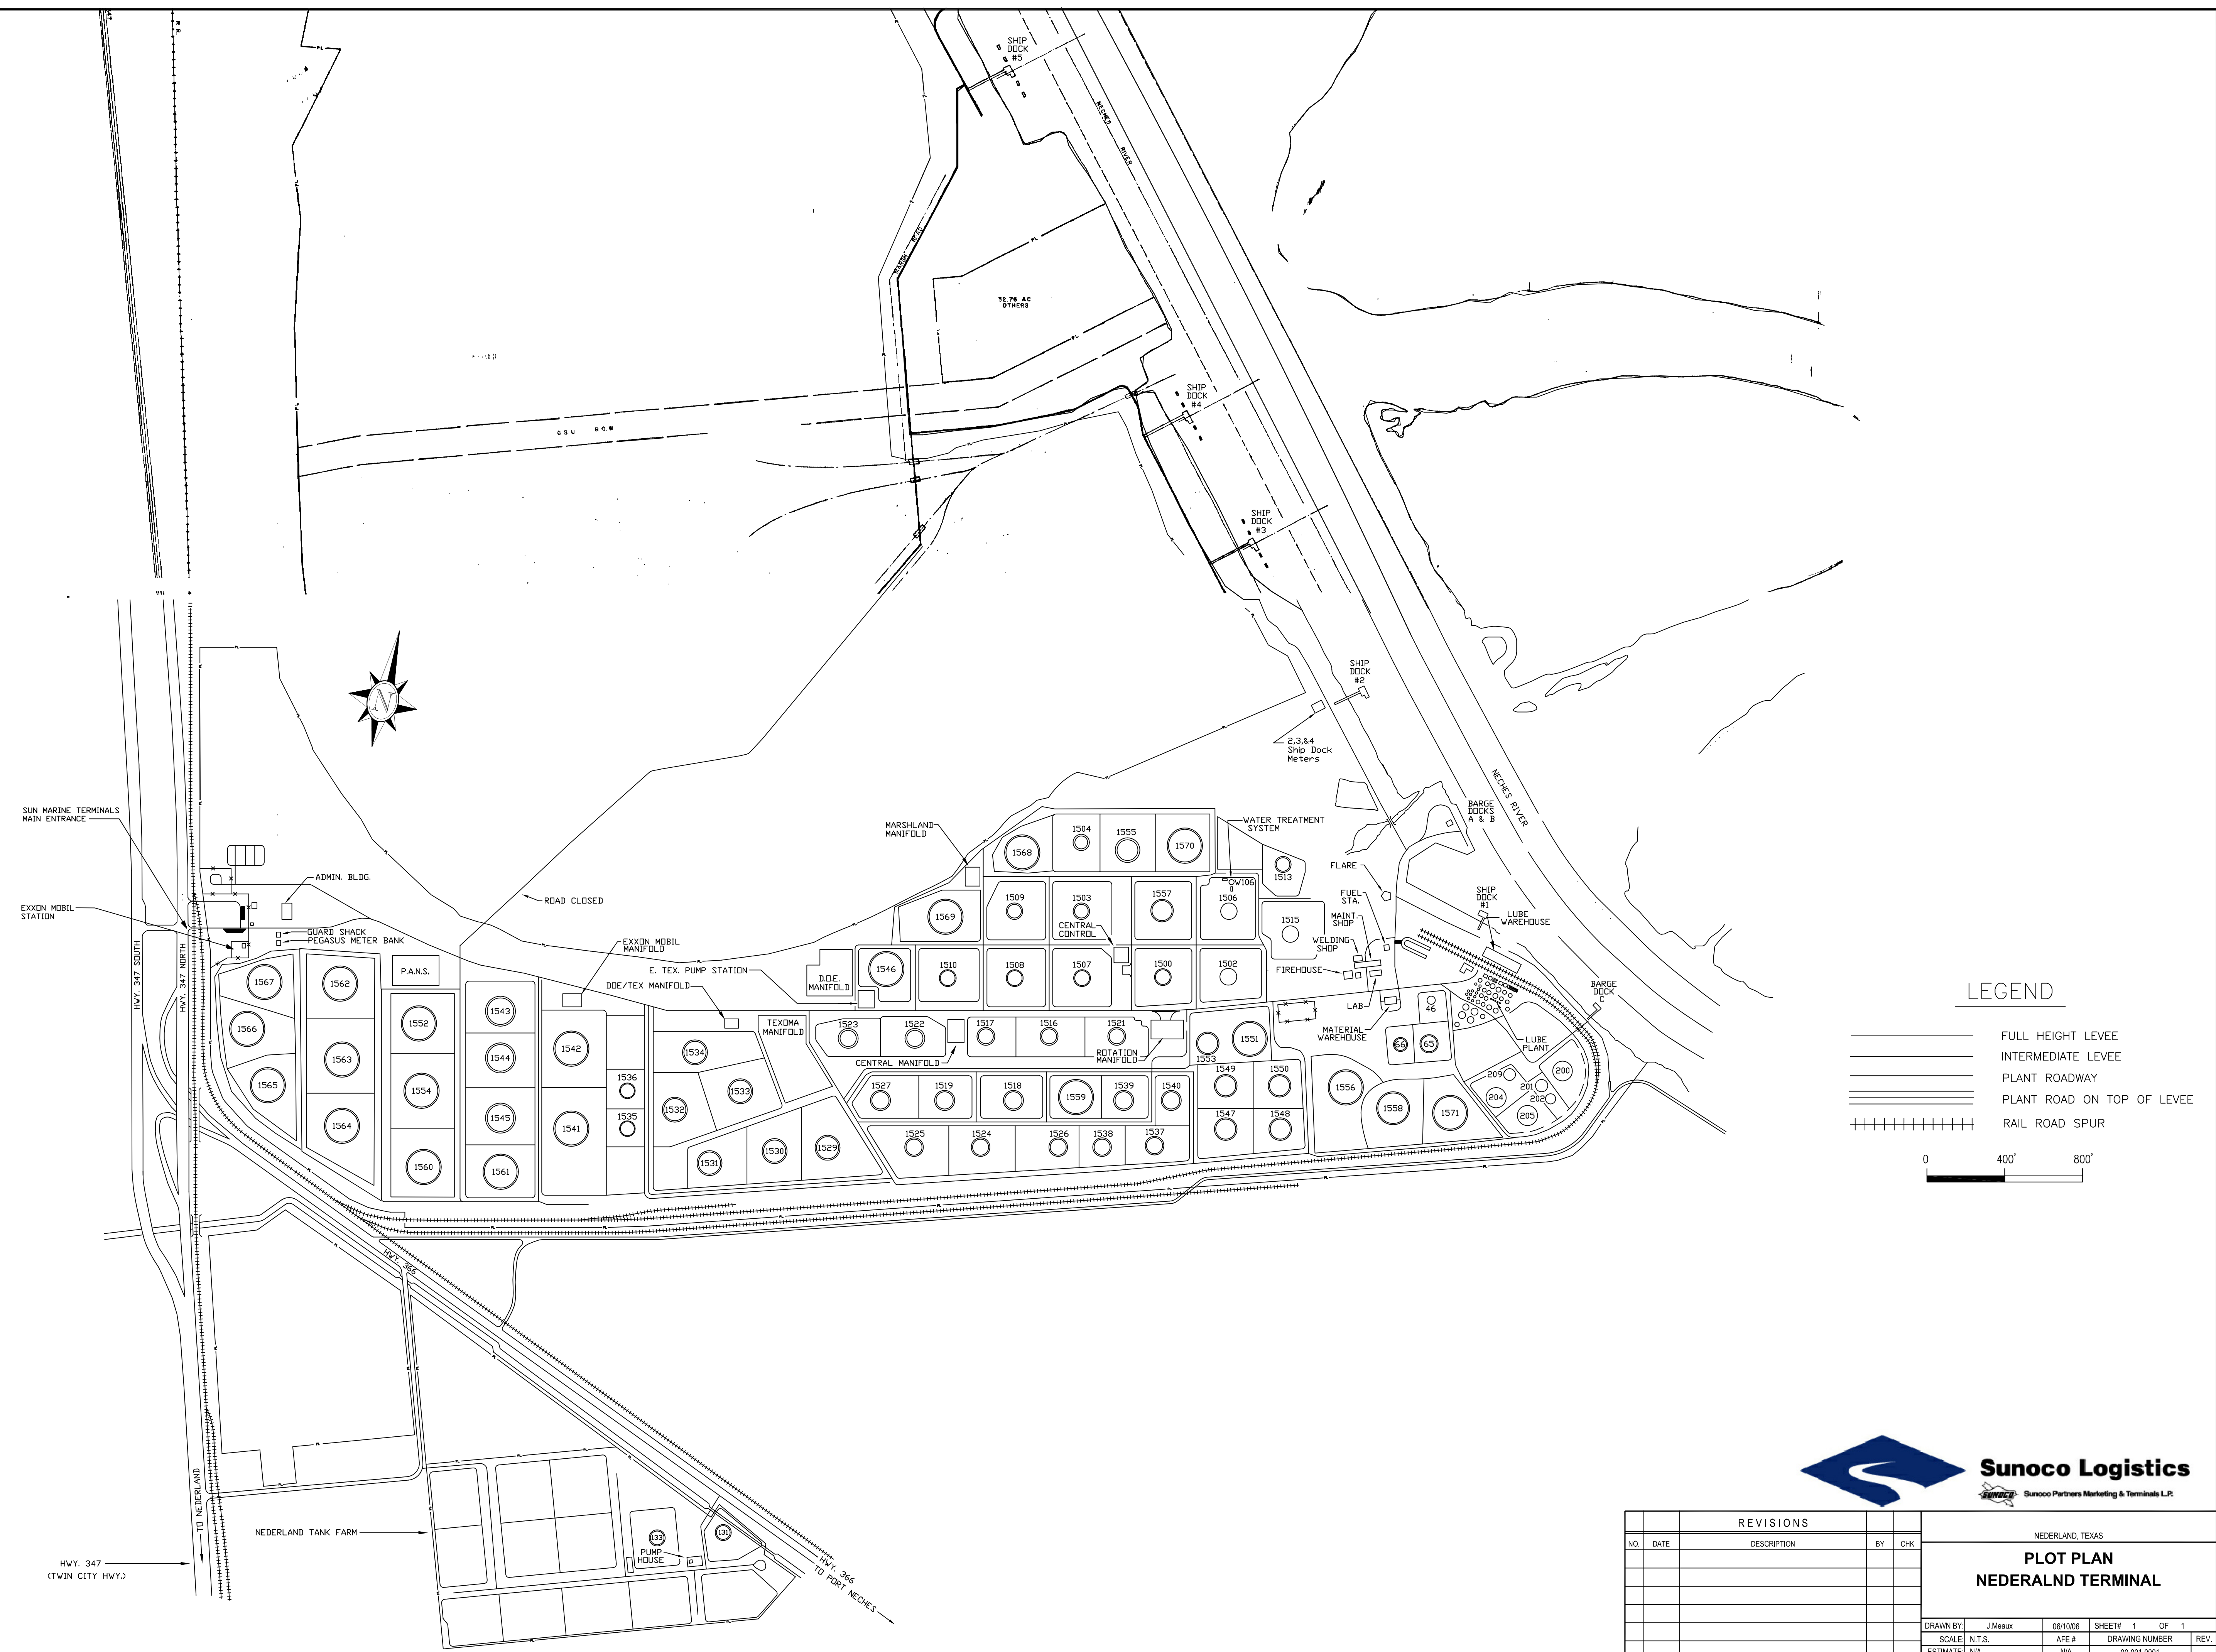 347
R R
PL
SHIP
DOCK
#5
NECHES
RIVER
MARSH ROAD
PL
32.76 AC
OTHERS
PL
G.S.U R.O.W
SHIP
DOCK
#4
SHIP
DOCK
#3
SHIP
DOCK
#2
2,3,&4
Ship Dock
Meters
NECHES RIVER
N
SUN MARINE TERMINALS
MAIN ENTRANCE
EXXON MOBIL
STATION
ADMIN. BLDG.
GUARD SHACK
PEGASUS METER BANK
HWY. 347 SOUTH
HWY. 347 NORTH
ROAD CLOSED
EXXON MOBIL
MANIFOLD
E. TEX. PUMP STATION
DOE/TEX MANIFOLD
D.O.E.
MANIFOLD
TEXOMA
MANIFOLD
MARSHLAND
MANIFOLD
CENTRAL
CONTROL
WATER TREATMENT
SYSTEM
CENTRAL MANIFOLD
ROTATION
MANIFOLD
BARGE
DOCKS
A & B
FLARE
FUEL
STA.
MAINT.
SHOP
WELDING
SHOP
FIREHOUSE
LAB
MATERIAL
WAREHOUSE
SHIP
DOCK
#1
LUBE
WAREHOUSE
BARGE
DOCK
C
LUBE
PLANT
P.A.N.S.
1567
1566
1565
1562
1563
1564
1552
1554
1560
1543
1544
1545
1561
1542
1541
1536
1535
1534
1533
1532
1531
1530
1529
1568
1504
1555
1570
1513
1569
1509
1503
1557
OW106
1506
1515
1546
1510
1508
1507
1500
1502
1523
1522
1517
1516
1521
1553
1551
1527
1519
1518
1559
1539
1540
1549
1550
1525
1524
1526
1538
1537
1547
1548
1556
1558
1571
46
66
65
209
204
201
202
205
200
LEGEND
FULL HEIGHT LEVEE
INTERMEDIATE LEVEE
PLANT ROADWAY
PLANT ROAD ON TOP OF LEVEE
RAIL ROAD SPUR
0 400' 800'
HWY. 366
TO NEDERLAND
NEDERLAND TANK FARM
HWY. 347
(TWIN CITY HWY.)
133
131
PUMP
HOUSE
HWY. 366
TO PORT NECHES
Sunoco Logistics
SUNOCO Sunoco Partners Marketing & Terminals L.P.
REVISIONS
NO. DATE DESCRIPTION BY CHK
NEDERLAND, TEXAS
PLOT PLAN
NEDERALND TERMINAL
DRAWN BY: J.Meaux 06/10/06 SHEET# 1 OF 1
SCALE: N.T.S. AFE # DRAWING NUMBER REV.
ESTIMATE: N/A N/A